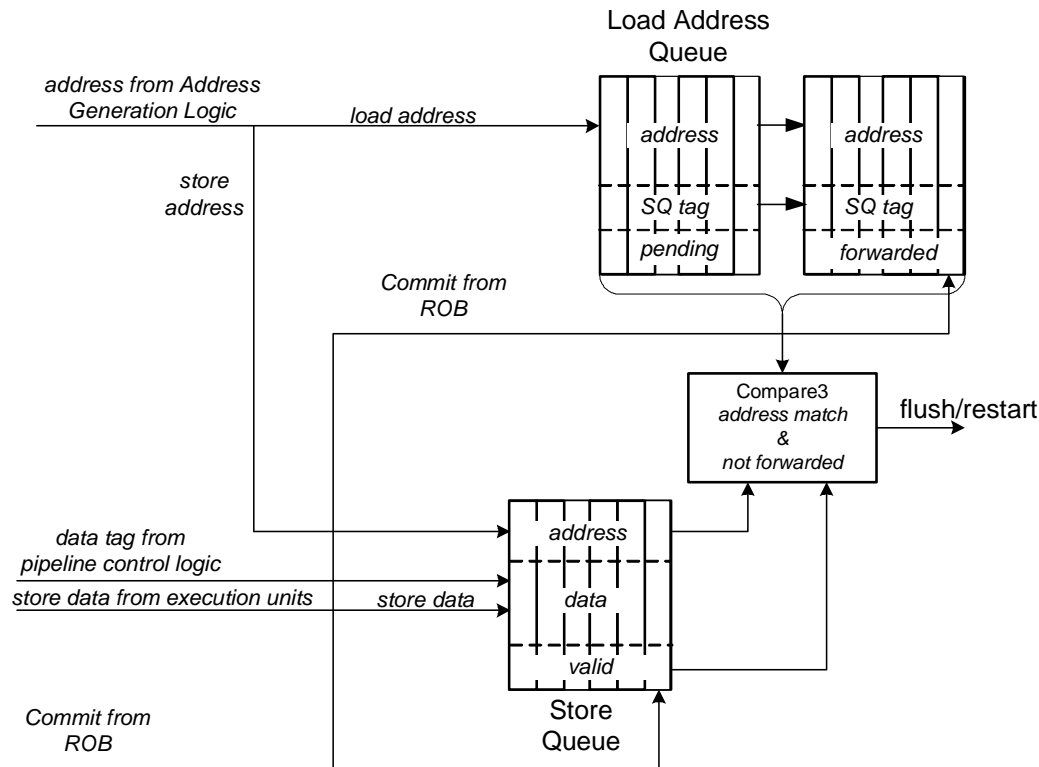 Load Address
Queue
address from Address
Generation Logic
load address
address
address
store
address
SQ tag
SQ tag
pending
forwarded
Commit from
ROB
Compare3
address match
&
not forwarded
flush/restart
address
data tag from
pipeline control logic
store data from execution units
store data
data
valid
Store
Queue
Commit from
ROB